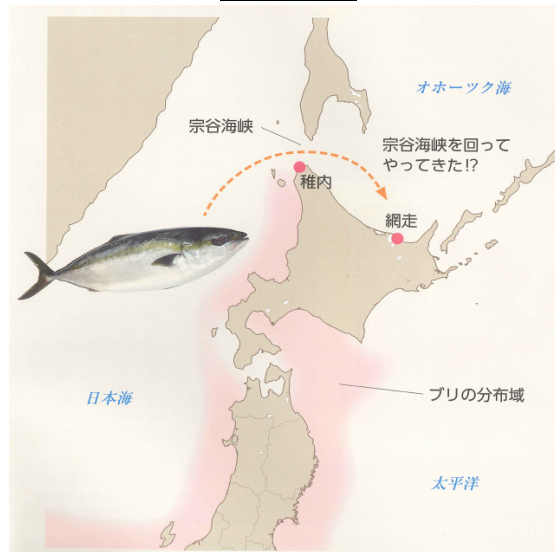 オホーツク海
宗谷海峡
宗谷海峡を回って
やってきた!?
稚内
網走
日本海
ブリの分布域
太平洋